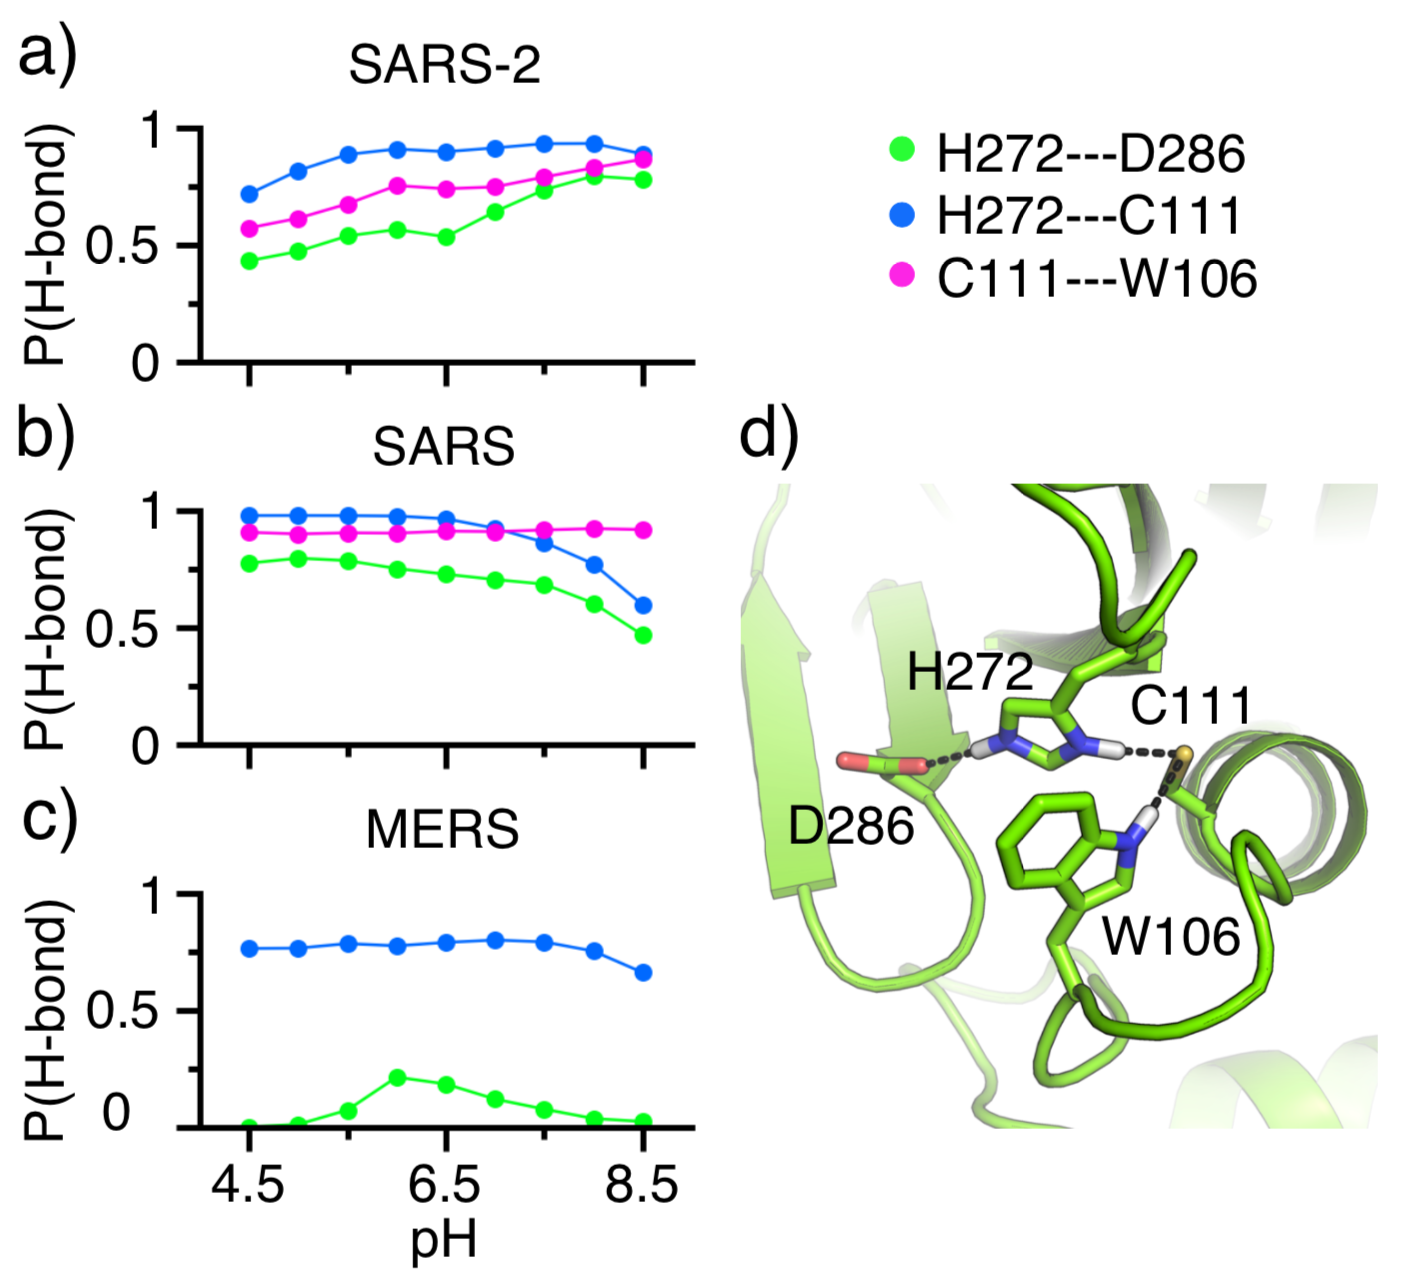 a)
SARS-2
P(H-bond)
1
0.5
0
H272---D286
H272---C111
C111---W106
b)
SARS
P(H-bond)
1
0.5
0
c)
MERS
P(H-bond)
1
0.5
0
4.5 6.5 8.5
pH
d)
H272
C111
D286
W106